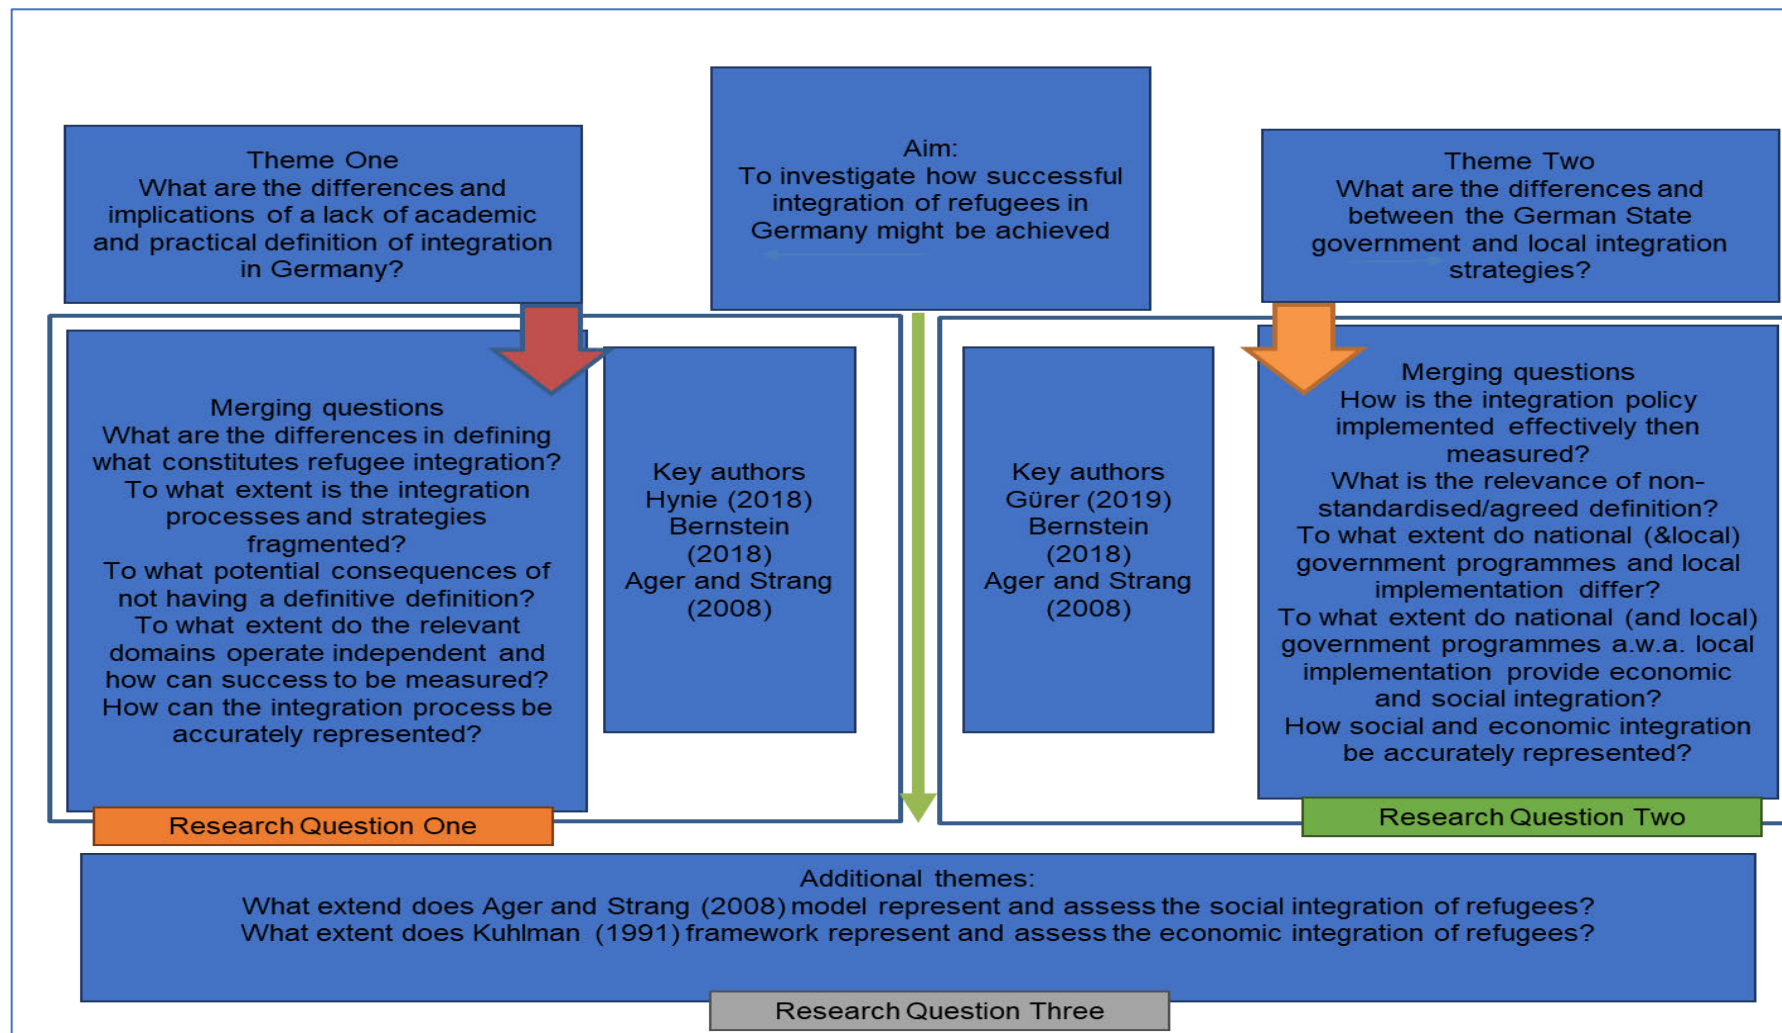 Aim:
To investigate how successful
integration of refugees in
Germany might be achieved
Theme One
What are the differences and
implications of a lack of academic
and practical definition of integration
in Germany?
Theme Two
What are the differences and
between the German State
government and local integration
strategies?
Merging questions
What are the differences in defining
what constitutes refugee integration?
To what extent is the integration
processes and strategies
fragmented?
To what potential consequences of
not having a definitive definition?
To what extent do the relevant
domains operate independent and
how can success to be measured?
How can the integration process be
accurately represented?
Key authors
Hynie (2018)
Bernstein
(2018)
Ager and Strang
(2008)
Key authors
Gürer (2019)
Bernstein
(2018)
Ager and Strang
(2008)
Merging questions
How is the integration policy
implemented effectively then
measured?
What is the relevance of non-
standardised/agreed definition?
To what extent do national (&local)
government programmes and local
implementation differ?
To what extent do national (and local)
government programmes a.w.a. local
implementation provide economic
and social integration?
How social and economic integration
be accurately represented?
Research Question One
Research Question Two
Additional themes:
What extend does Ager and Strang (2008) model represent and assess the social integration of refugees?
What extent does Kuhlman (1991) framework represent and assess the economic integration of refugees?
Research Question Three